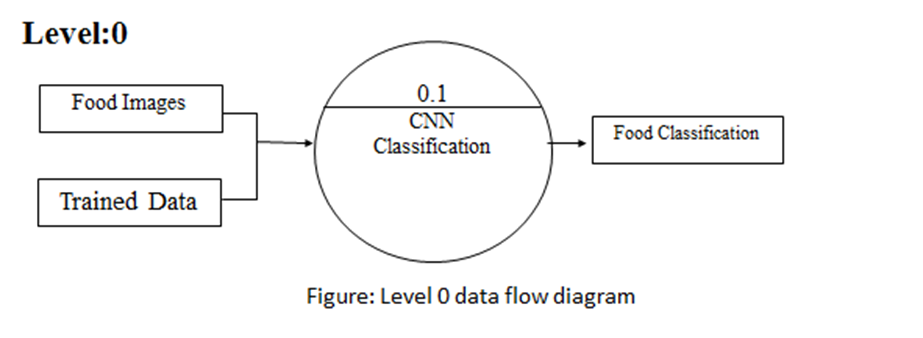 Level:0
Food Images
Trained Data
0.1
CNN
Classification
Food Classification
Figure: Level 0 data flow diagram